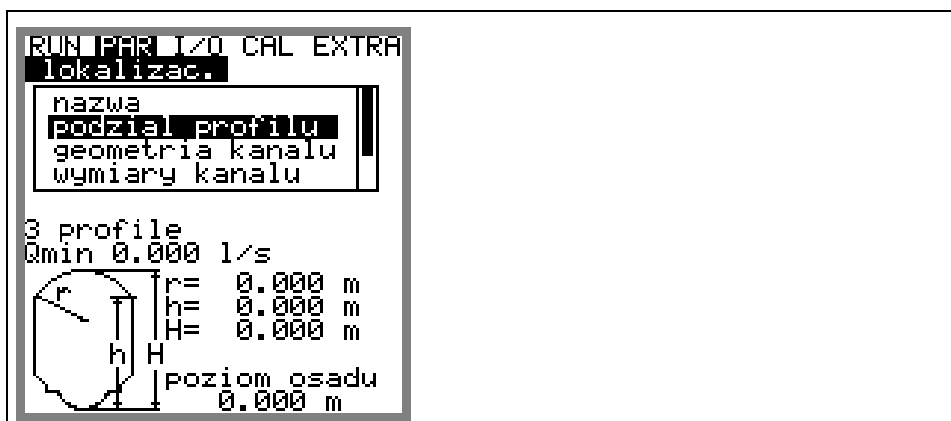 RUN PAR I/O CAL EXTRA
lokalizac.
nazwa
podzial profilu
geometria kanalu
wymiary kanalu
3 profile
Qmin 0.000 l/s
r r= 0.000 m
h= 0.000 m
H= 0.000 m
h H
poziom osadu
0.000 m